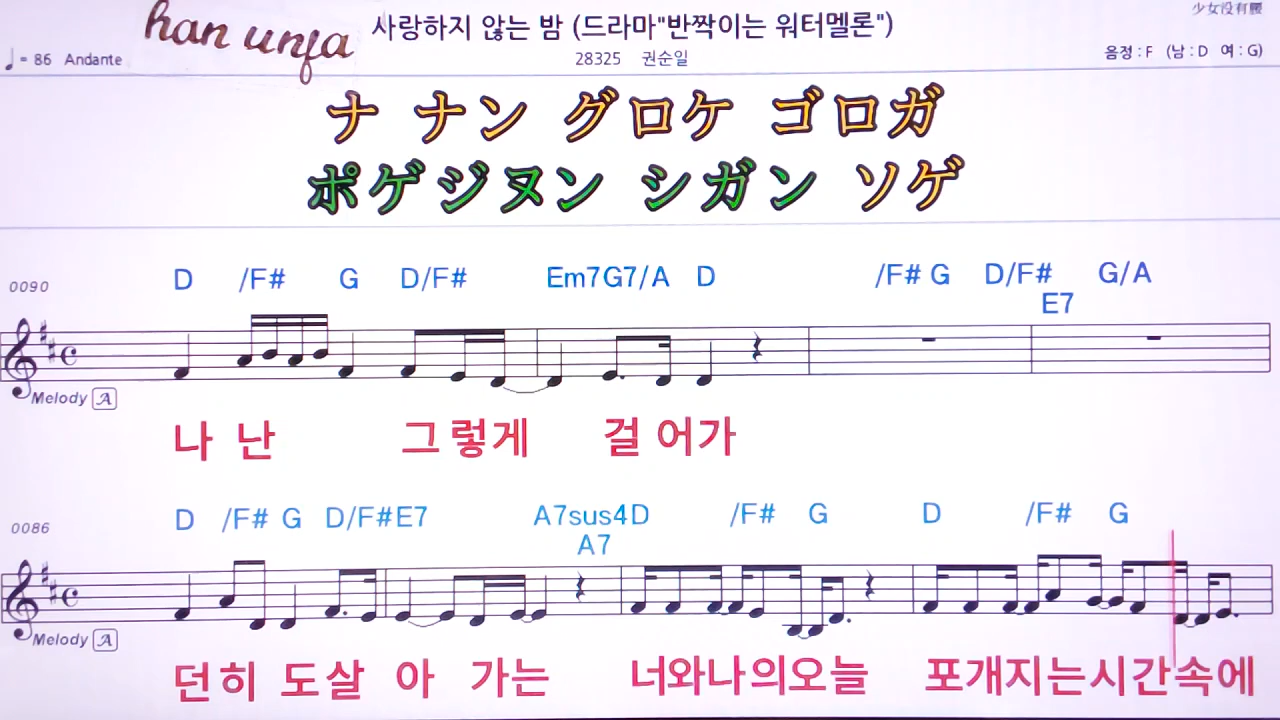 han unfa
사랑하지 않는 밤 (드라마"반짝이는 워터멜론")
少女没有腰
♩= 86 Andante
28325 권순일
음정 : F (남 : D 여 : G)
ナ ナン グロケ ゴロガ
ポゲジヌン シガン ソゲ
D /F# G D/F# Em7G7/A D /F# G D/F# G/A
E7
0090
Melody A
나 난 그렇게 걸 어가
D /F# G D/F#E7 A7sus4D /F# G D /F# G
A7
0086
Melody A
던히 도살 아 가는 너와나의오늘 포개지는시간속에